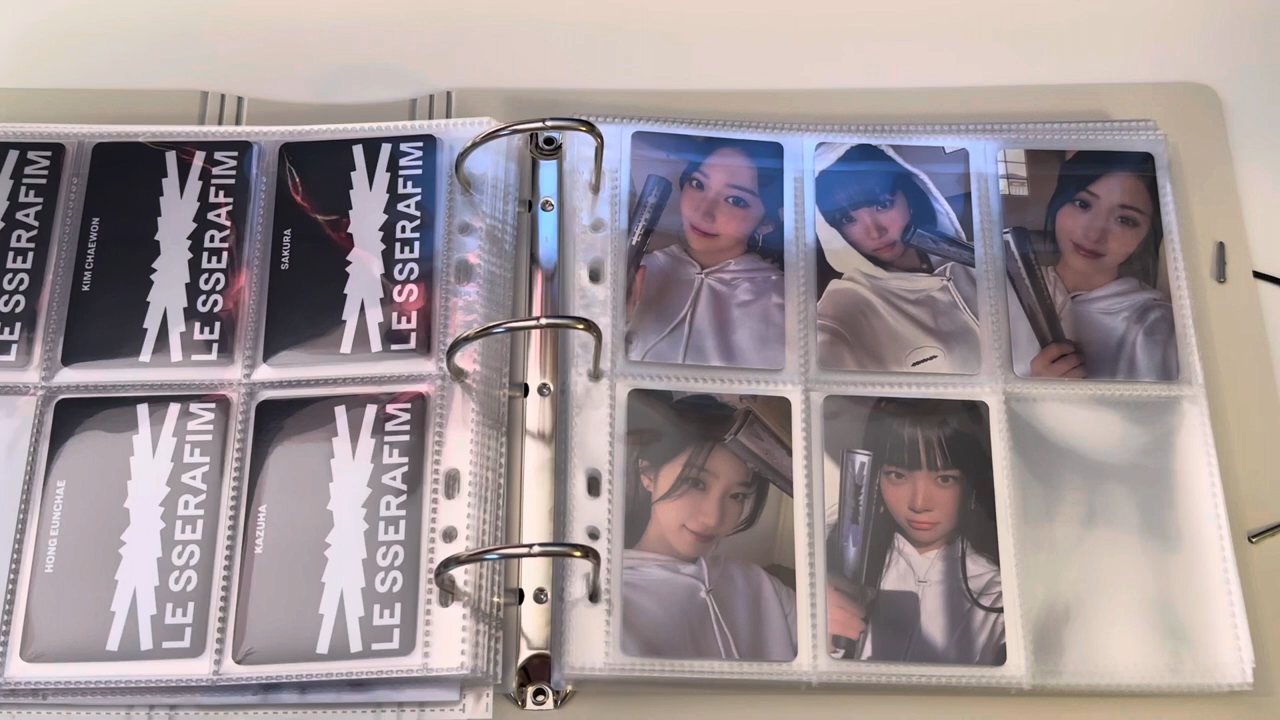 LE SSERAFIM
KIM CHAEWON
LE SSERAFIM
SAKURA
LE SSERAFIM
HONG EUNCHAE
LE SSERAFIM
KAZUHA
LE SSERAFIM